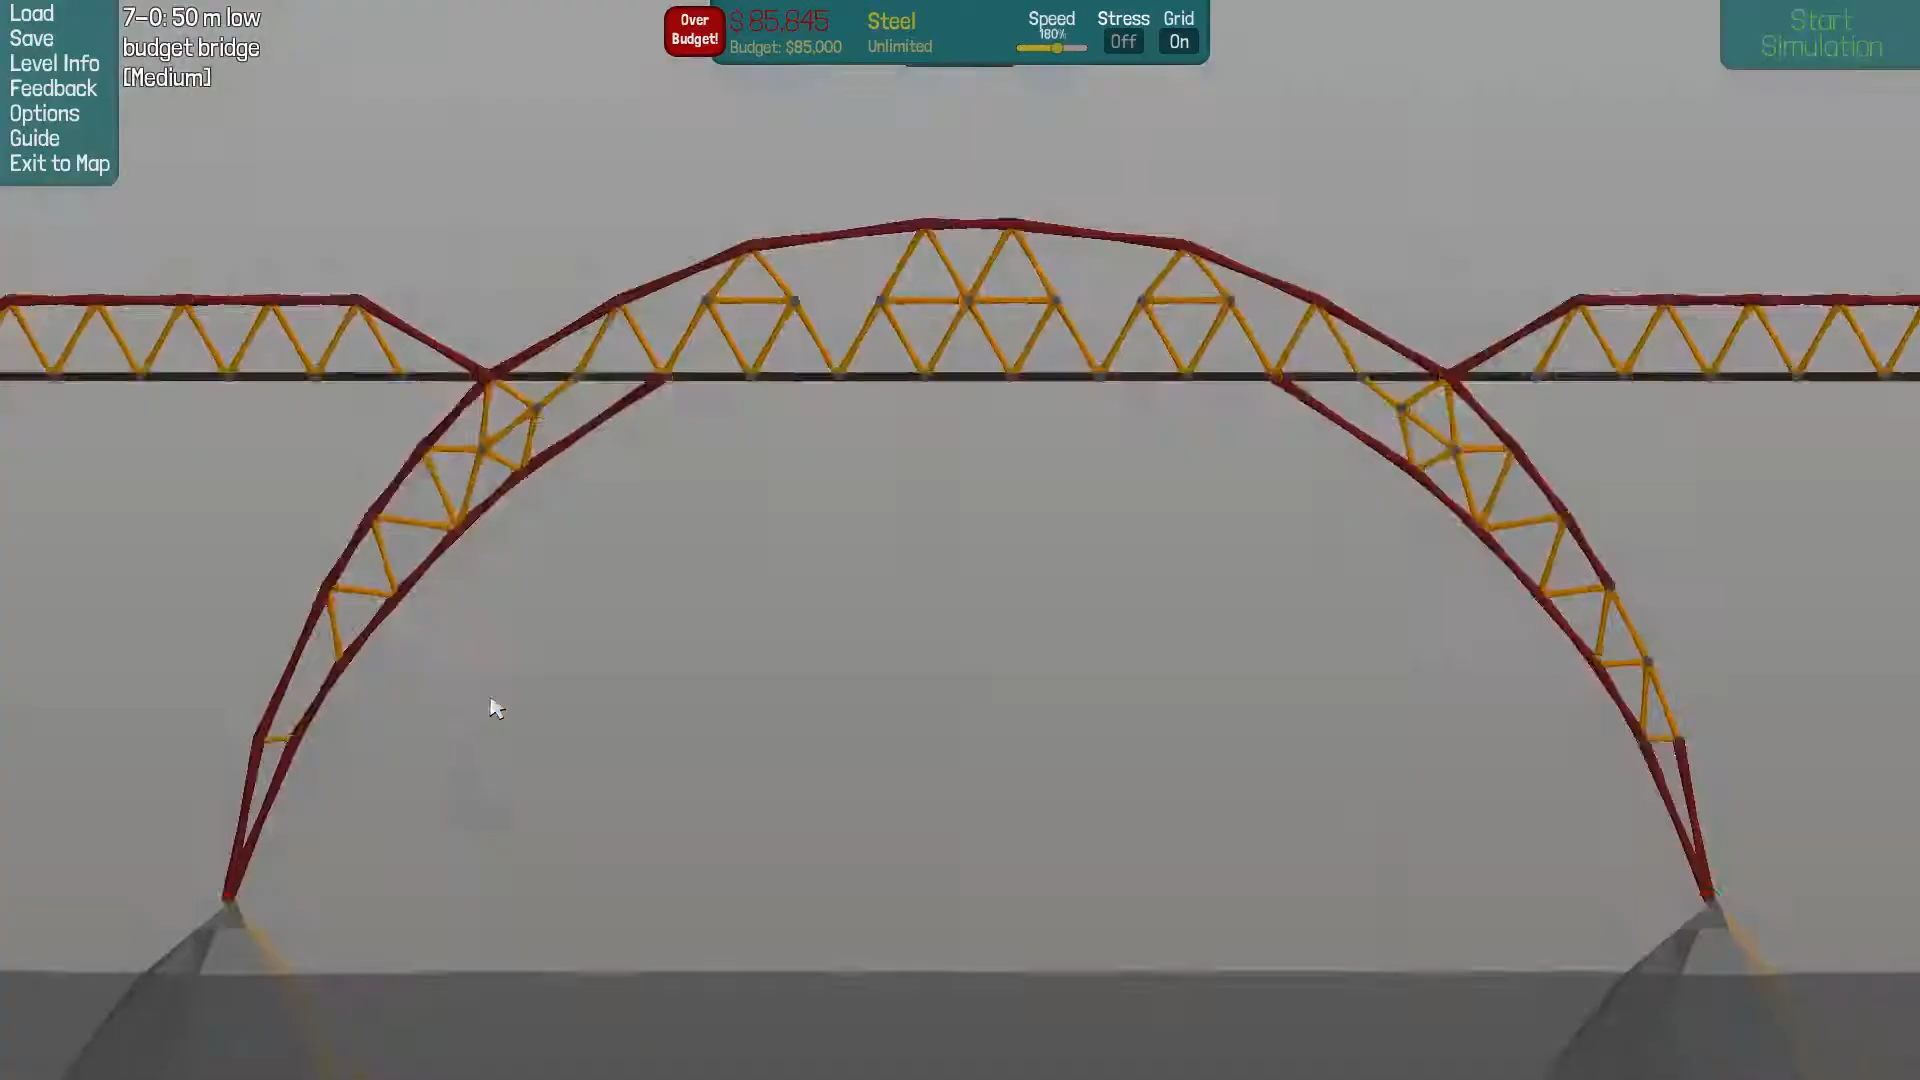 Load
Save
Level Info
Feedback
Options
Guide
Exit to Map
7-0: 50 m low
budget bridge
[Medium]
Over
Budget!
$ 85,845
Budget: $85,000
Steel
Unlimited
Speed
180%
Stress
Off
Grid
On
Start
Simulation